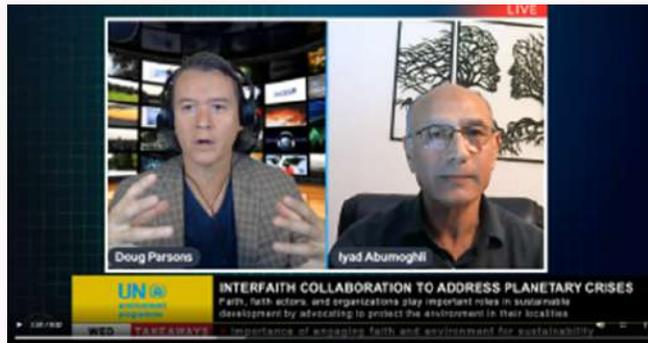 LIVE
Doug Parsons
Iyad Abumoghli
UN
environment
programme
INTERFAITH COLLABORATION TO ADDRESS PLANETARY CRISES
Faith, faith actors, and organizations play important roles in sustainable
development by advocating to protect the environment in their localities
WED TAKEAWAYS Importance of engaging faith and environment for sustainability